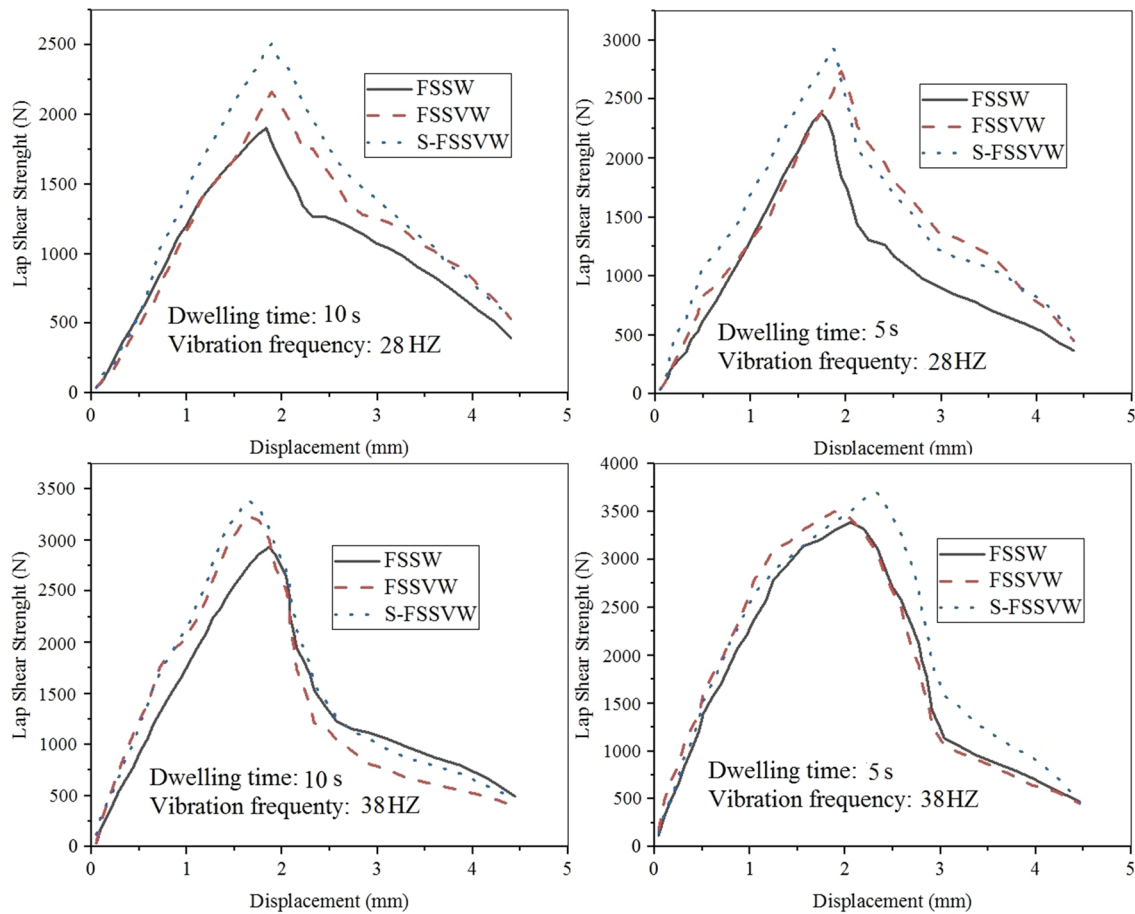 2500
2000
1500
1000
500
0
Lap Shear Strenght (N)
FSSW
FSSVW
S-FSSVW
Dwelling time: 10 s
Vibration frequency: 28 HZ
0 1 2 3 4 5
Displacement (mm)
3000
2500
2000
1500
1000
500
0
Lap Shear Strenght (N)
FSSW
FSSVW
S-FSSVW
Dwelling time: 5 s
Vibration frequenty: 28HZ
0 1 2 3 4 5
Displacement (mm)
3500
3000
2500
2000
1500
1000
500
0
Lap Shear Strenght (N)
FSSW
FSSVW
S-FSSVW
Dwelling time: 10 s
Vibration frequenty: 38HZ
0 1 2 3 4 5
Displacement (mm)
4000
3500
3000
2500
2000
1500
1000
500
0
Lap Shear Strenght (N)
FSSW
FSSVW
S-FSSVW
Dwelling time: 5 s
Vibration frequency: 38HZ
0 1 2 3 4 5
Displacement (mm)